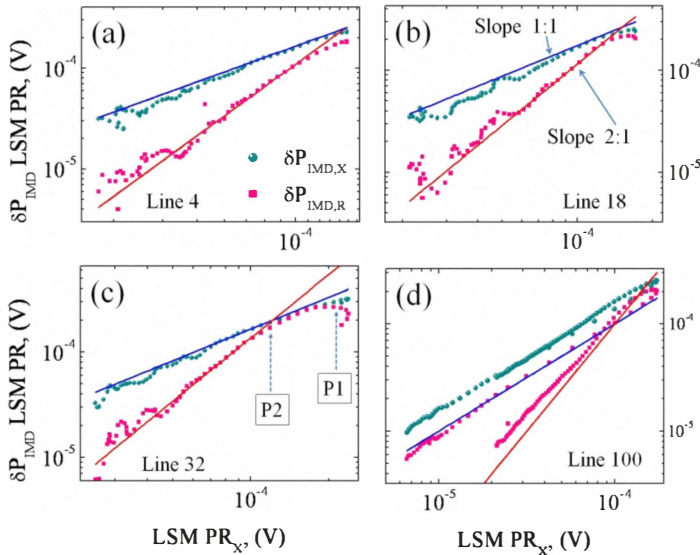 δP_IMD LSM PR, (V)
(a)
10⁻⁴
10⁻⁵
δP_IMD,X
δP_IMD,R
Line 4
10⁻⁴
(b)
Slope 1:1
Slope 2:1
Line 18
10⁻⁴
10⁻⁵
10⁻⁴
δP_IMD LSM PR, (V)
(c)
10⁻⁴
10⁻⁵
P2
P1
Line 32
10⁻⁴
LSM PR_X, (V)
(d)
Line 100
10⁻⁴
10⁻⁵
10⁻⁵
10⁻⁴
LSM PR_X, (V)